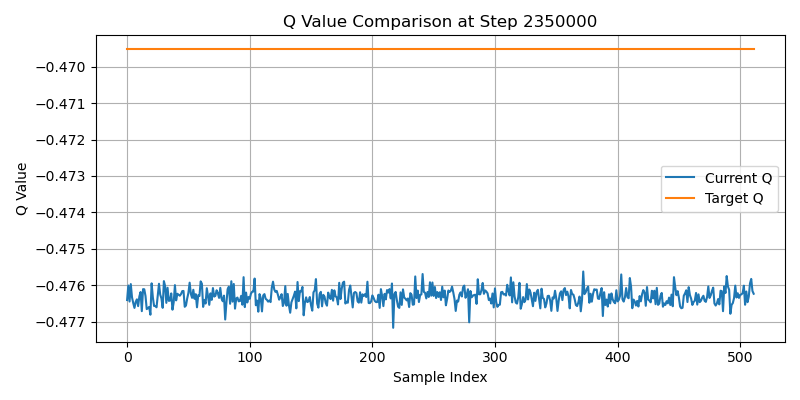 Q Value Comparison at Step 2350000
Q Value
−0.470
−0.471
−0.472
−0.473
−0.474
−0.475
−0.476
−0.477
Current Q
Target Q
0
100
200
300
400
500
Sample Index